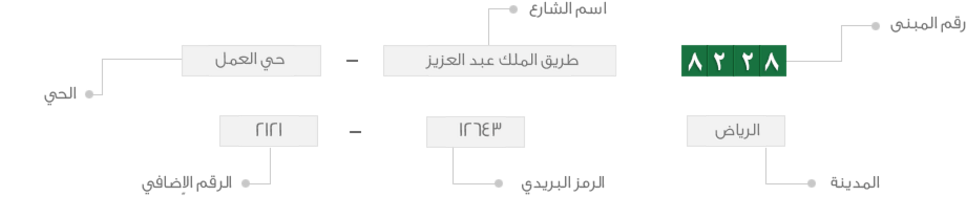 اسم الشارع
رقم المبنى
٨٢٢٨ طريق الملك عبد العزيز – حي العمل
الحي
الرياض ١٢٦٤٣ – ٢١٢١
المدينة الرمز البريدي الرقم الإضافي